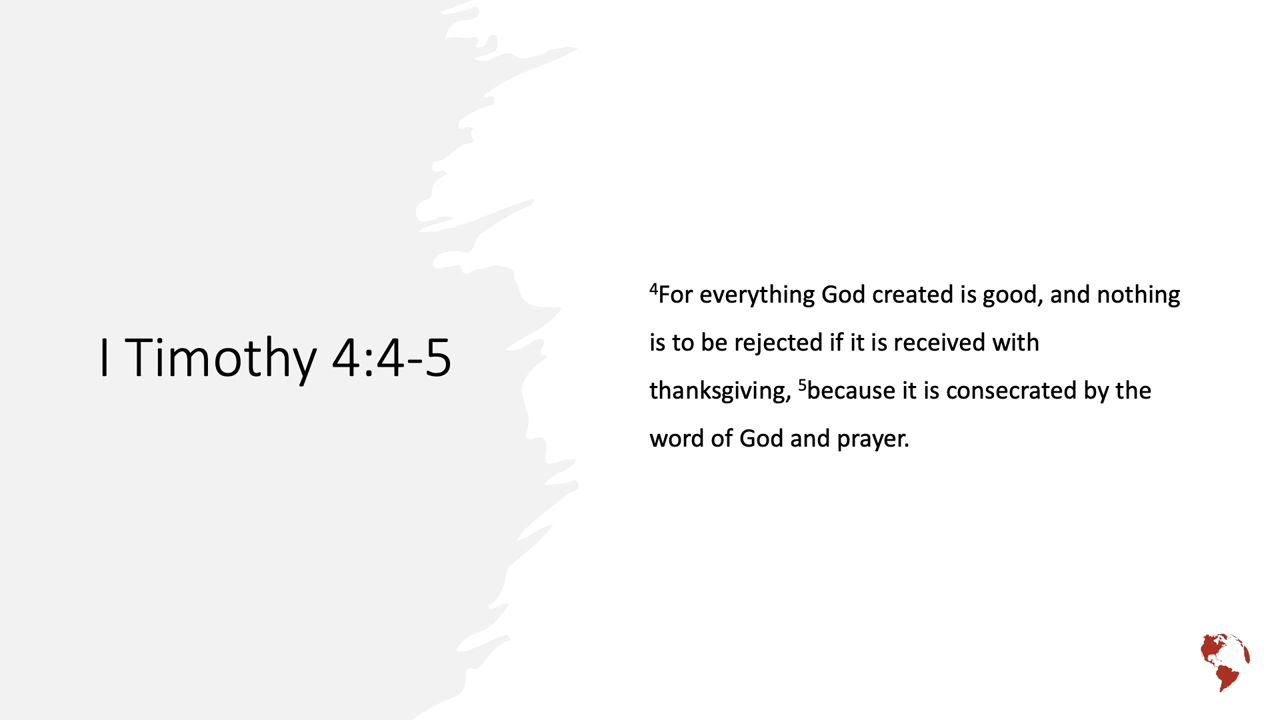 I Timothy 4:4-5
⁴For everything God created is good, and nothing
is to be rejected if it is received with
thanksgiving, ⁵because it is consecrated by the
word of God and prayer.